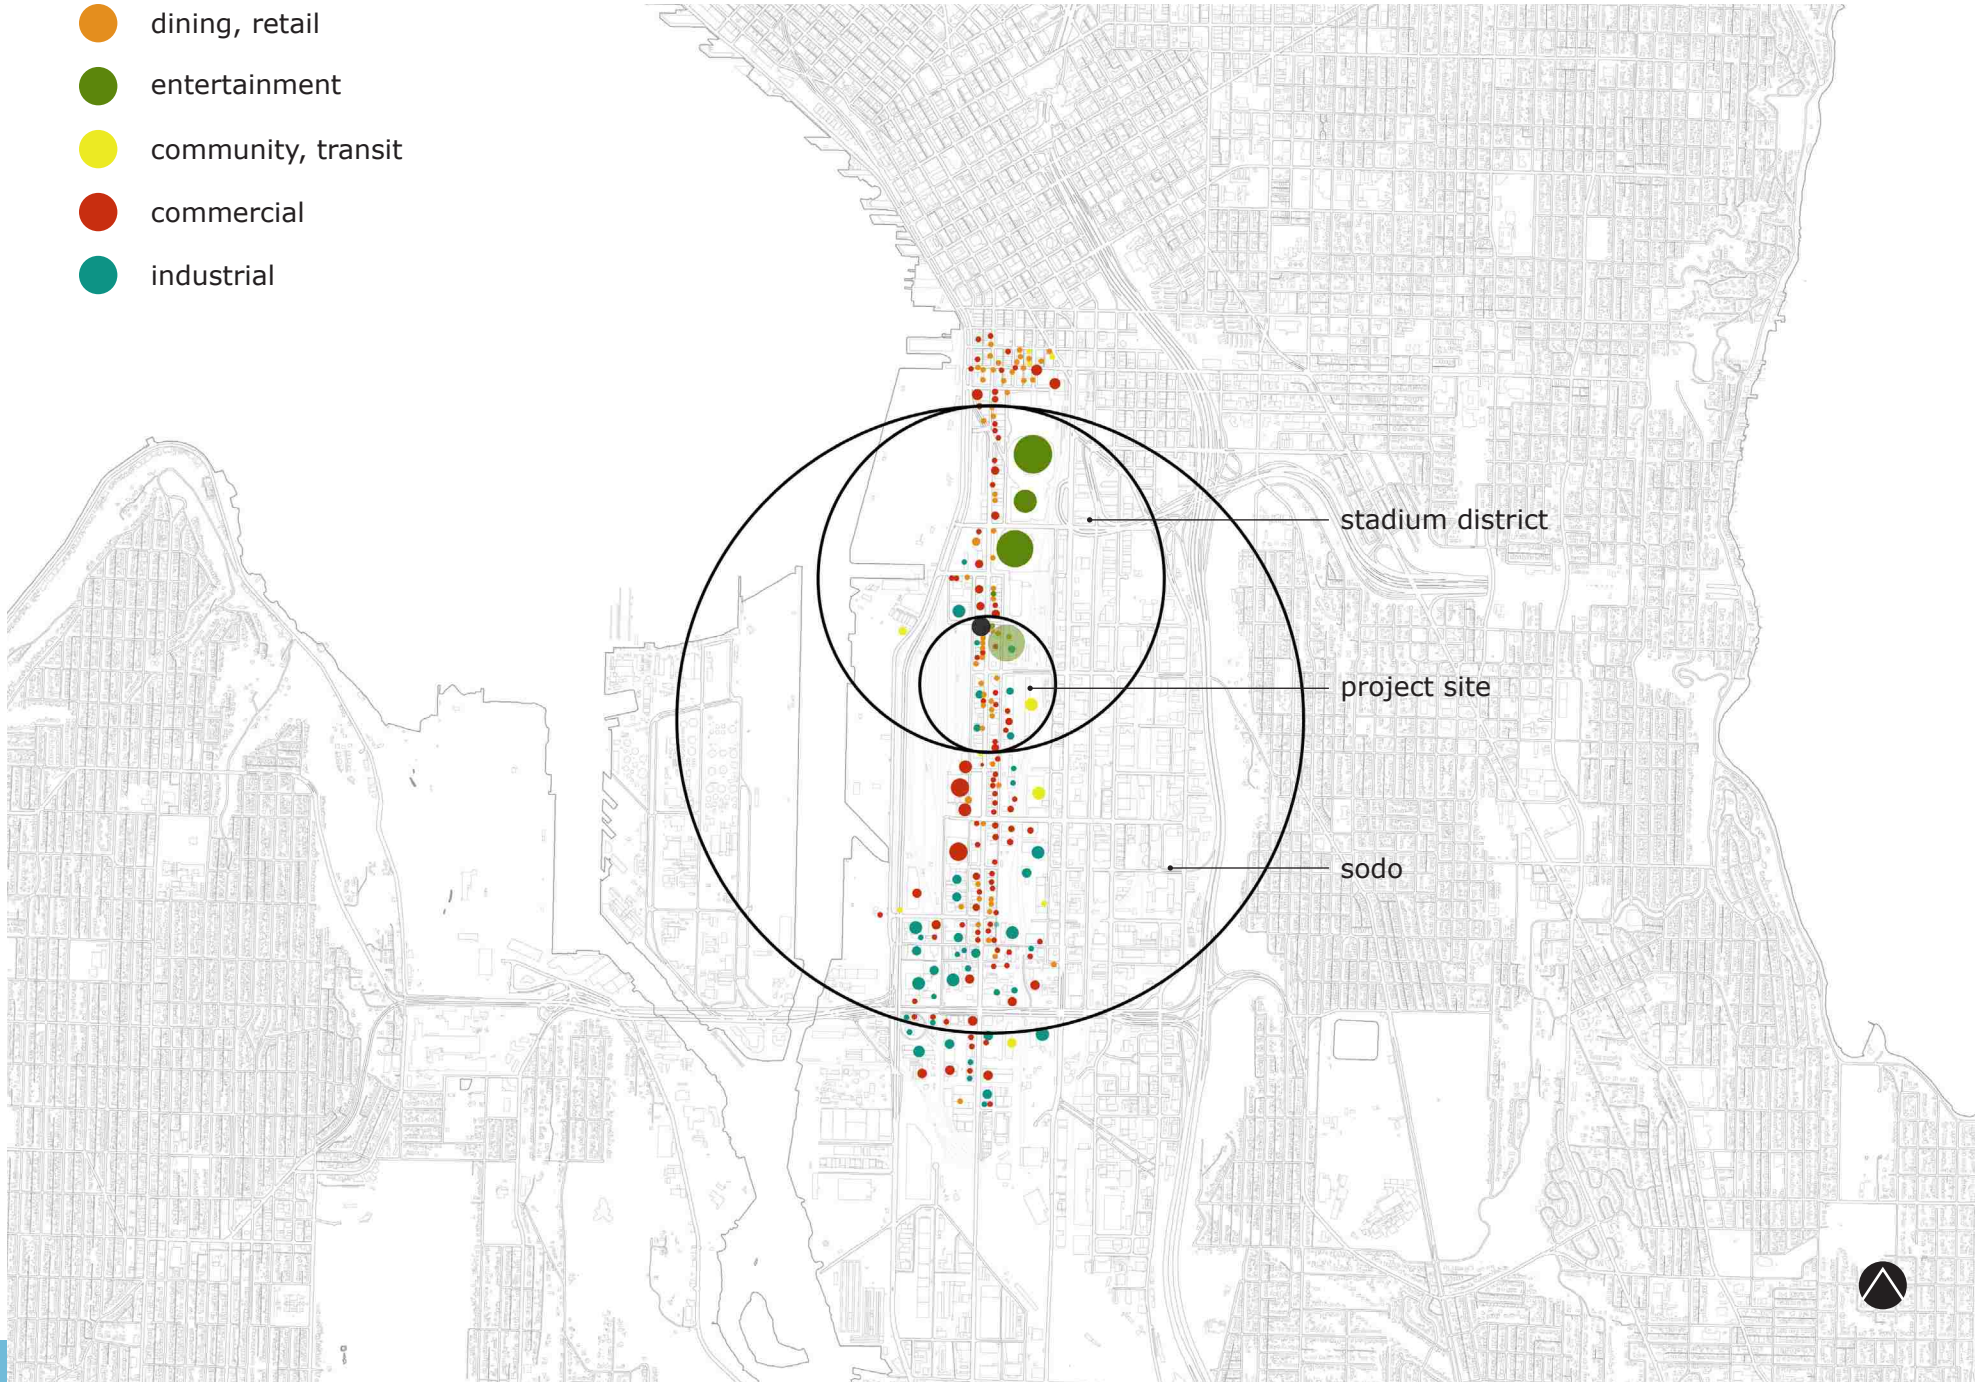 dining, retail
entertainment
community, transit
commercial
industrial
stadium district
project site
sodo